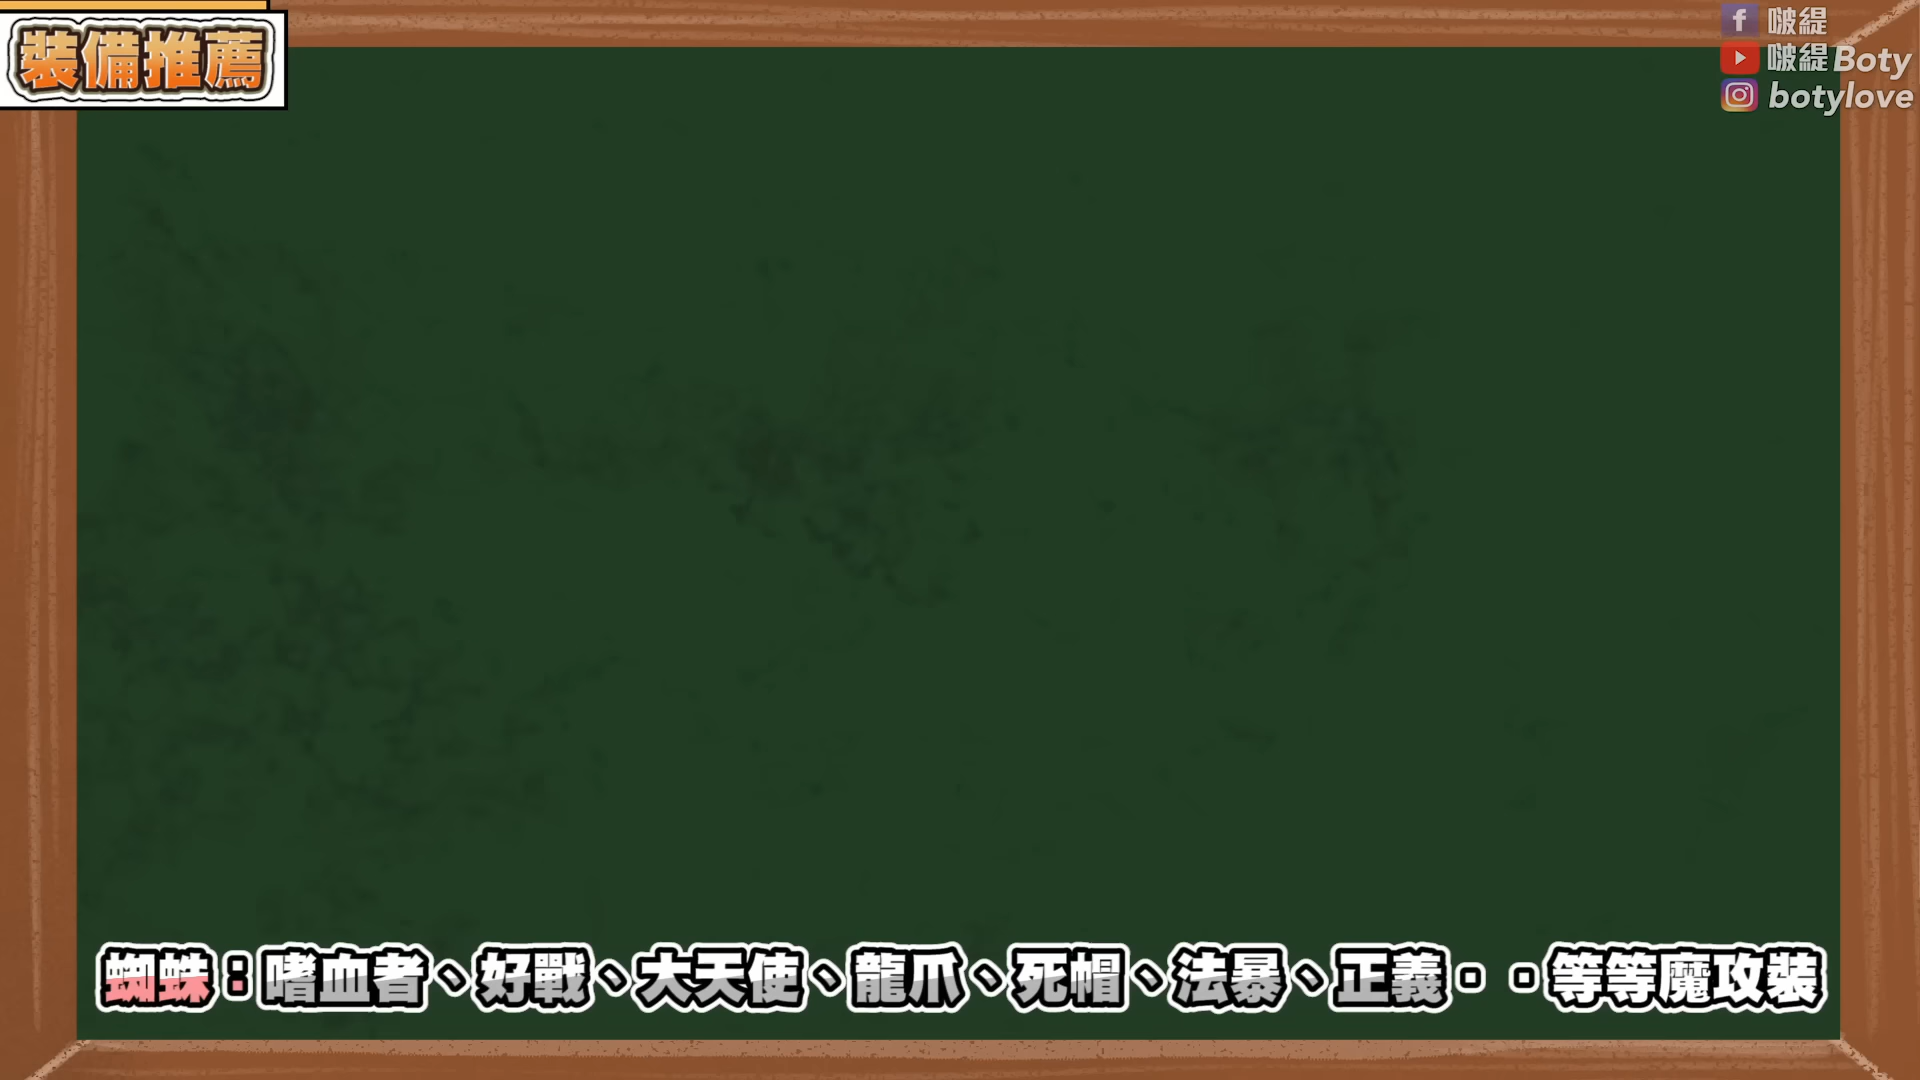 裝備推薦
啵緹
啵緹Boty
botylove
蜘蛛：嗜血者、好戰、大天使、龍爪、死帽、法暴、正義··等等魔攻裝